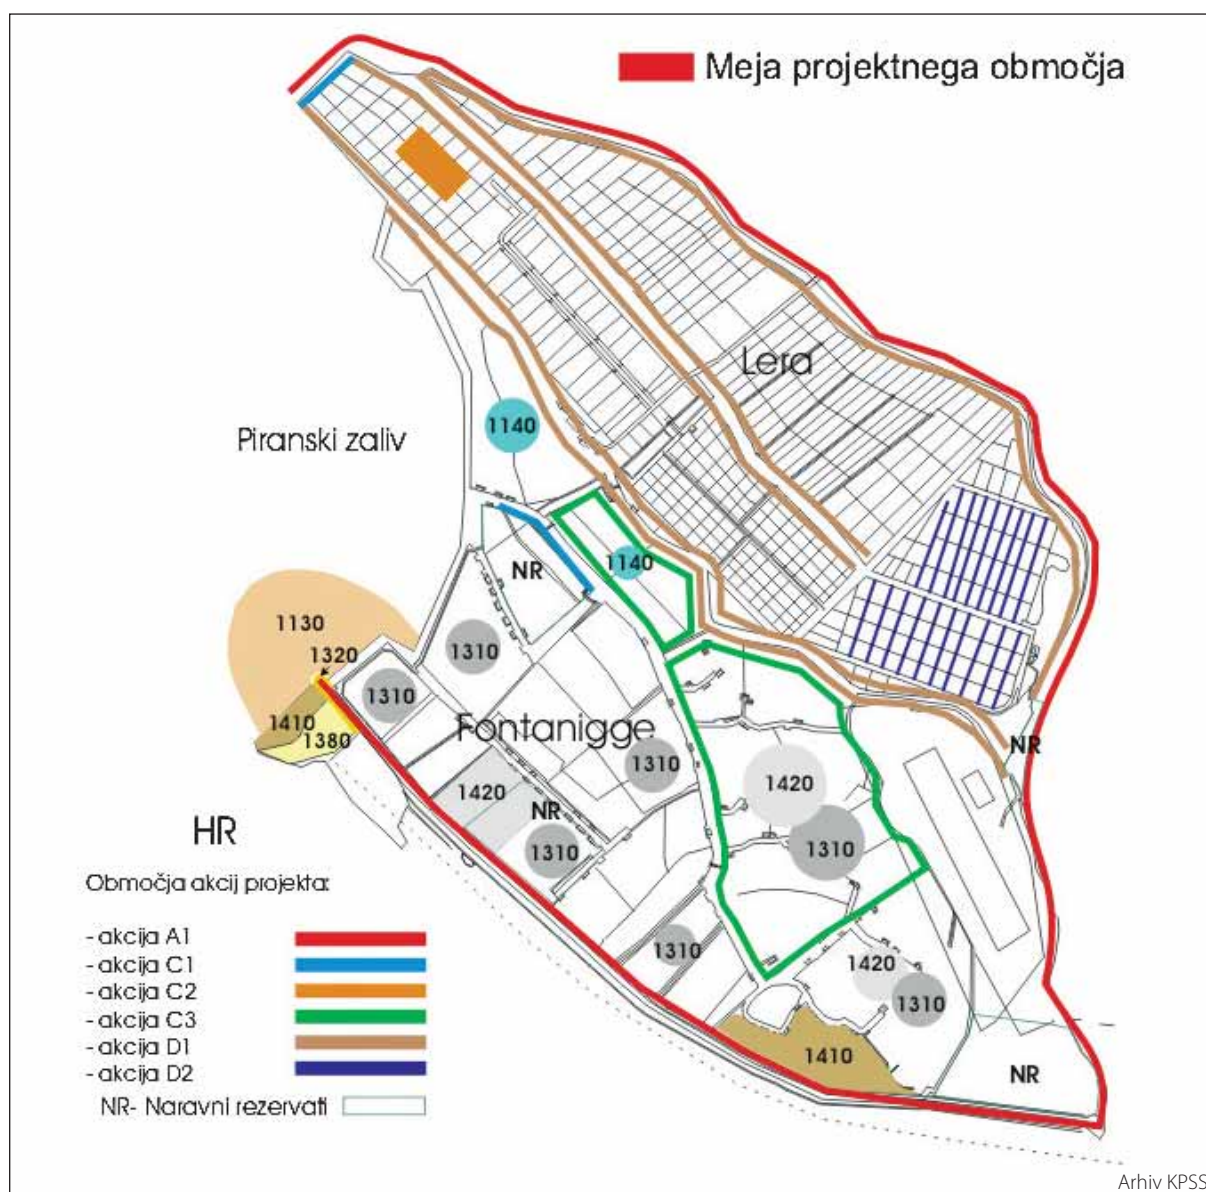 Meja projektnega območja
Lera
1140
Piranski zaliv
1140
NR
1130
1310
1320
1310
1410
1380
Fontanigge
NR
1310
1420
1420
NR
HR
1310
1310
Območja akcij projekta:
- akcija A1
- akcija C1
- akcija C2
- akcija C3
- akcija D1
- akcija D2
NR- Naravni rezervati
1310
1420
1310
1410
NR
Arhiv KPSS